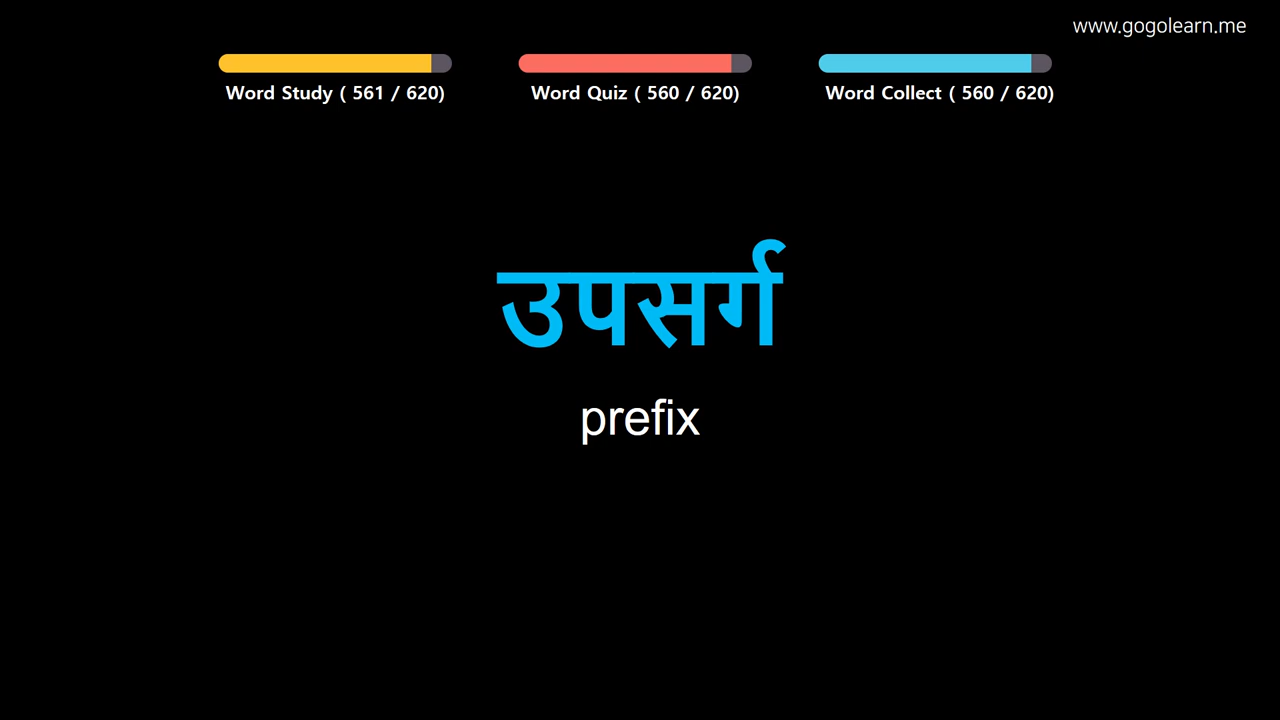 www.gogolearn.me
Word Study ( 561 / 620)
Word Quiz ( 560 / 620)
Word Collect ( 560 / 620)
उपसर्ग
prefix